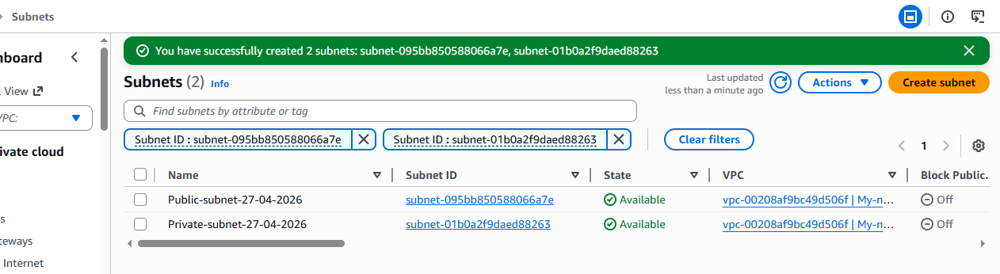 Subnets
board
View
VPC:
ivate cloud
s
teways
Internet
You have successfully created 2 subnets: subnet-095bb850588066a7e, subnet-01b0a2f9daed88263
Subnets (2) Info
Last updated
less than a minute ago
Actions
Create subnet
Find subnets by attribute or tag
Subnet ID : subnet-095bb850588066a7e
Subnet ID : subnet-01b0a2f9daed88263
Clear filters
1
Name Subnet ID State VPC Block Public...
Public-subnet-27-04-2026 subnet-095bb850588066a7e Available vpc-00208af9bc49d506f | My-n... Off
Private-subnet-27-04-2026 subnet-01b0a2f9daed88263 Available vpc-00208af9bc49d506f | My-n... Off